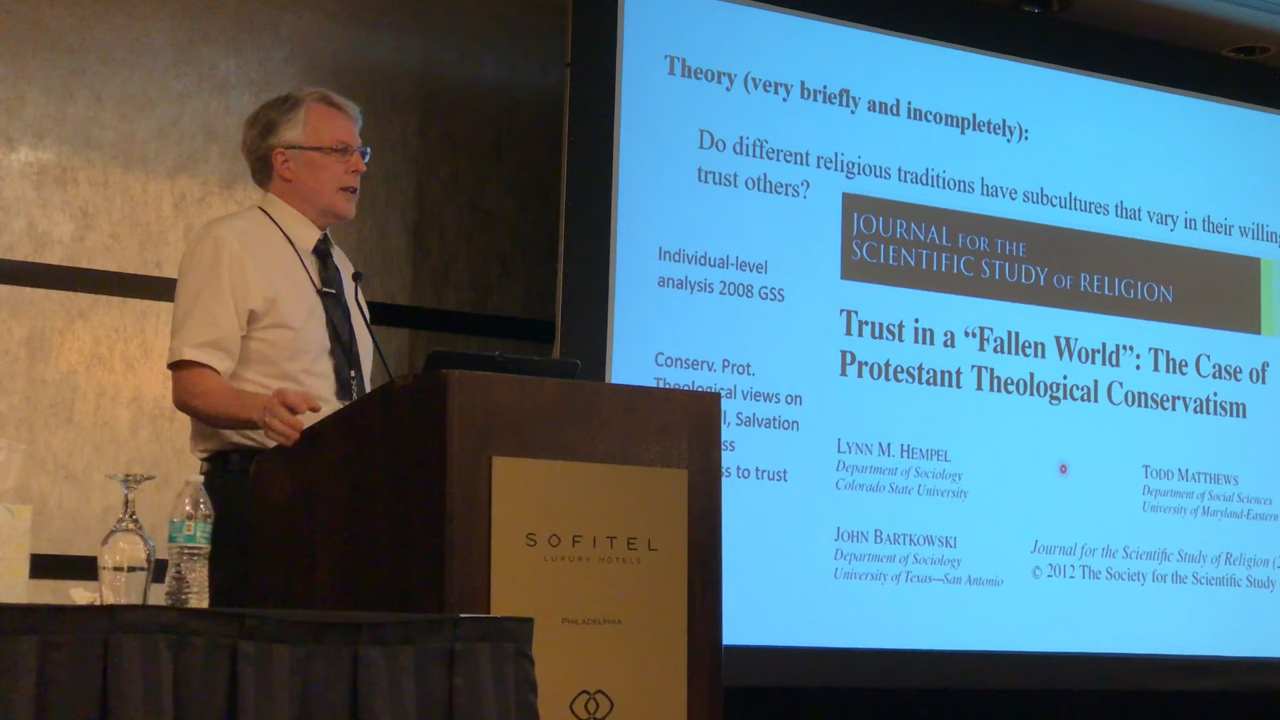 Theory (very briefly and incompletely):
Do different religious traditions have subcultures that vary in their
trust others?
JOURNAL FOR THE
SCIENTIFIC STUDY OF RELIGION
Individual-level
analysis 2008 GSS
Trust in a “Fallen World”: The Case of
Protestant Theological Conservatism
Conserv. Prot.
Theological views on
Salvation
to trust
LYNN M. HEMPEL
Department of Sociology
Colorado State University
TODD MATTHEWS
Department of Social Sciences
University of Maryland-Eastern
JOHN BARTKOWSKI
Department of Sociology
University of Texas—San Antonio
Journal for the Scientific Study of Religion
© 2012 The Society for the Scientific Study
SOFITEL
LUXURY HOTELS
PHILADELPHIA